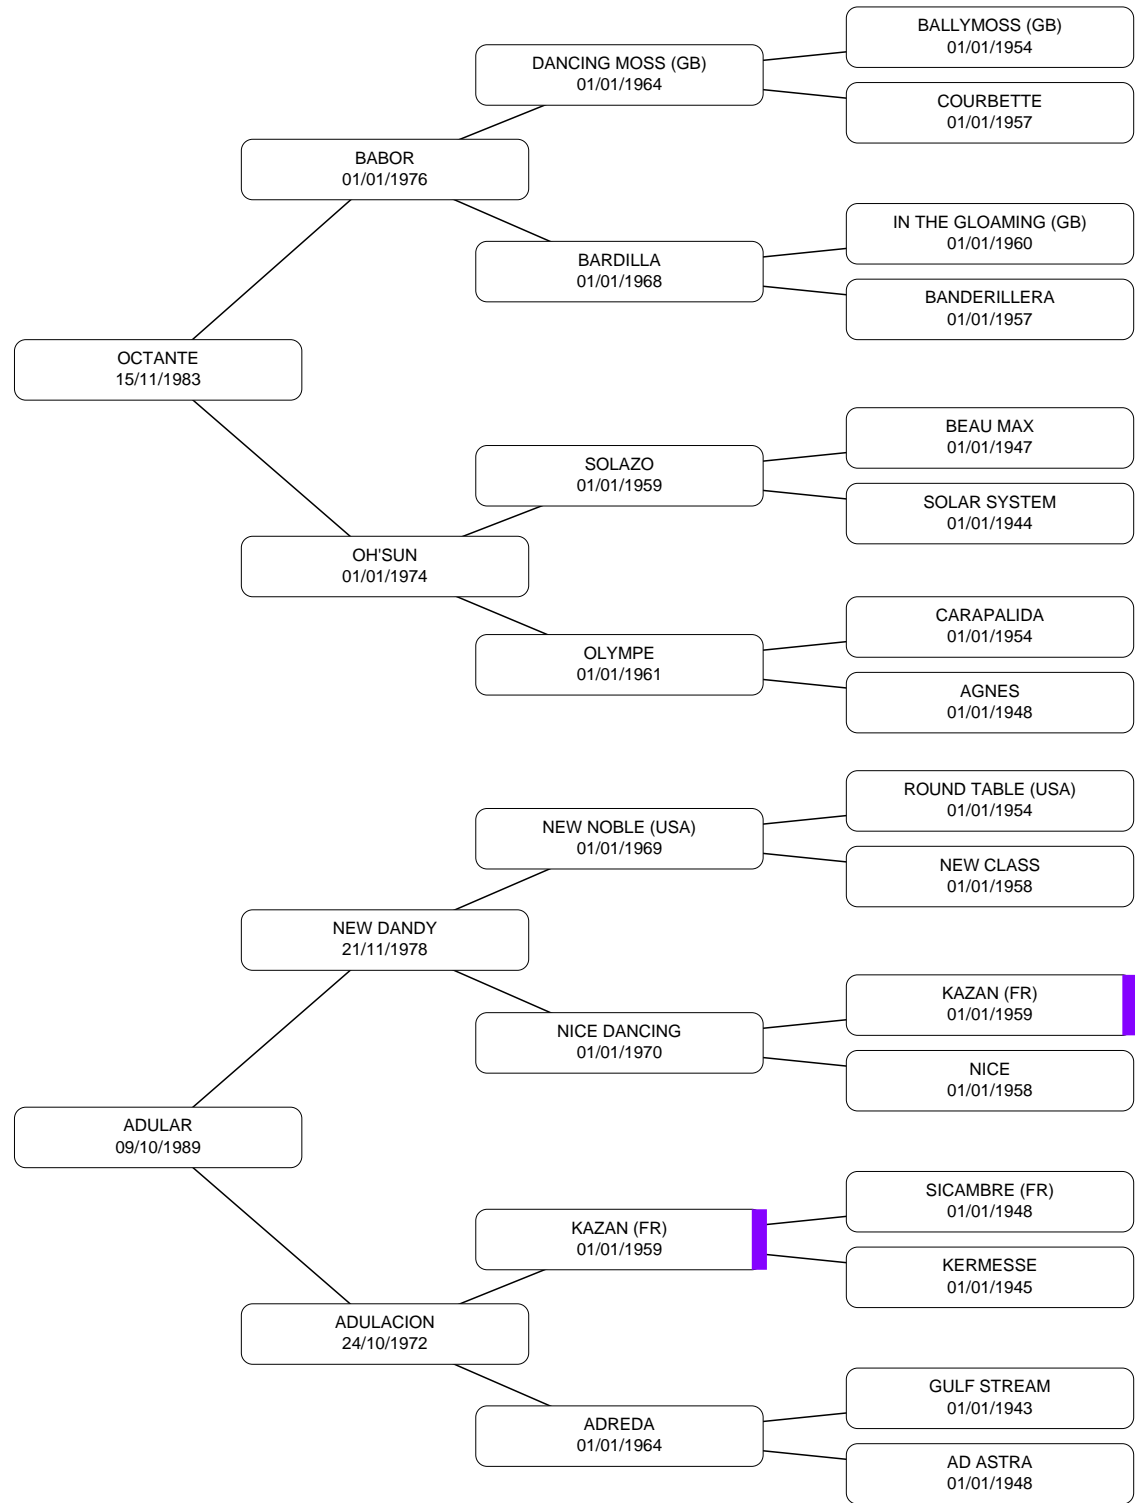 BALLYMOSS (GB)
01/01/1954
DANCING MOSS (GB)
01/01/1964
COURBETTE
01/01/1957
BABOR
01/01/1976
IN THE GLOAMING (GB)
01/01/1960
BARDILLA
01/01/1968
BANDERILLERA
01/01/1957
OCTANTE
15/11/1983
BEAU MAX
01/01/1947
SOLAZO
01/01/1959
SOLAR SYSTEM
01/01/1944
OH'SUN
01/01/1974
CARAPALIDA
01/01/1954
OLYMPE
01/01/1961
AGNES
01/01/1948
ROUND TABLE (USA)
01/01/1954
NEW NOBLE (USA)
01/01/1969
NEW CLASS
01/01/1958
NEW DANDY
21/11/1978
KAZAN (FR)
01/01/1959
NICE DANCING
01/01/1970
NICE
01/01/1958
ADULAR
09/10/1989
SICAMBRE (FR)
01/01/1948
KAZAN (FR)
01/01/1959
KERMESSE
01/01/1945
ADULACION
24/10/1972
GULF STREAM
01/01/1943
ADREDA
01/01/1964
AD ASTRA
01/01/1948